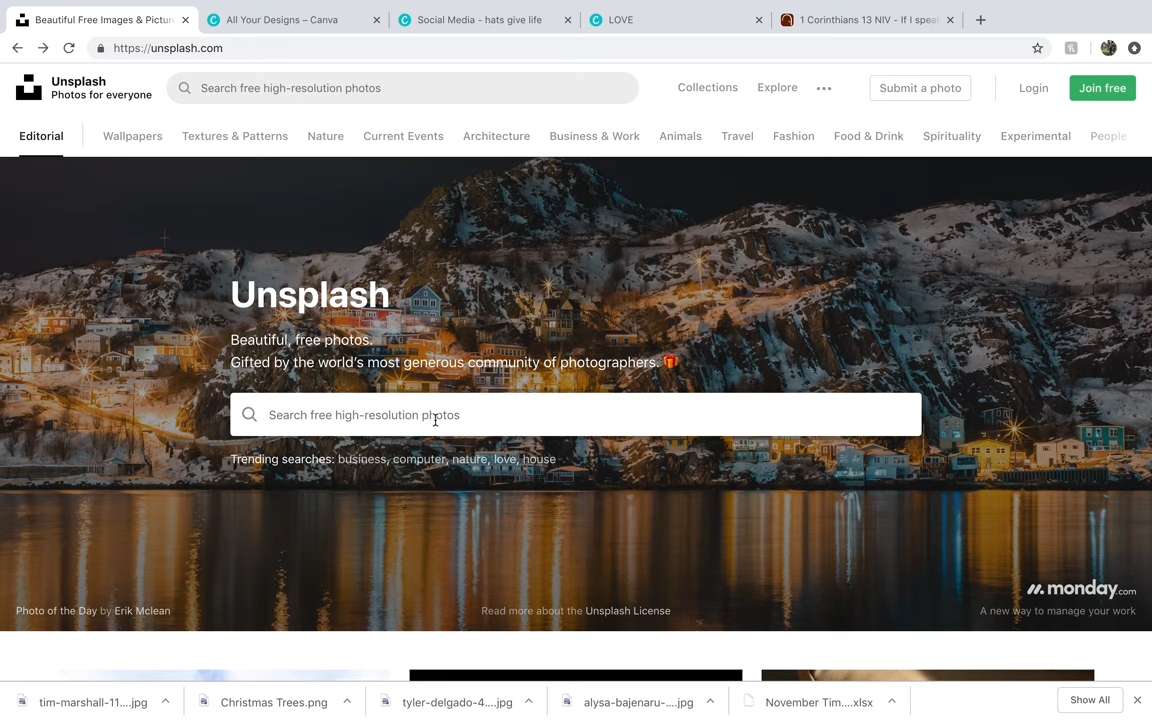 Beautiful Free Images & Pictur
All Your Designs – Canva
Social Media - hats give life
LOVE
1 Corinthians 13 NIV - If I speak
https://unsplash.com
Unsplash
Photos for everyone
Search free high-resolution photos
Collections
Explore
Submit a photo
Login
Join free
Editorial
Wallpapers
Textures & Patterns
Nature
Current Events
Architecture
Business & Work
Animals
Travel
Fashion
Food & Drink
Spirituality
Experimental
People
Unsplash
Beautiful, free photos.
Gifted by the world's most generous community of photographers. 🎁
Search free high-resolution photos
Trending searches: business, computer, nature, love, house
monday.com
Photo of the Day by Erik Mclean
Read more about the Unsplash License
A new way to manage your work
tim-marshall-11....jpg
Christmas Trees.png
tyler-delgado-4....jpg
alysa-bajenaru-....jpg
November Tim....xlsx
Show All